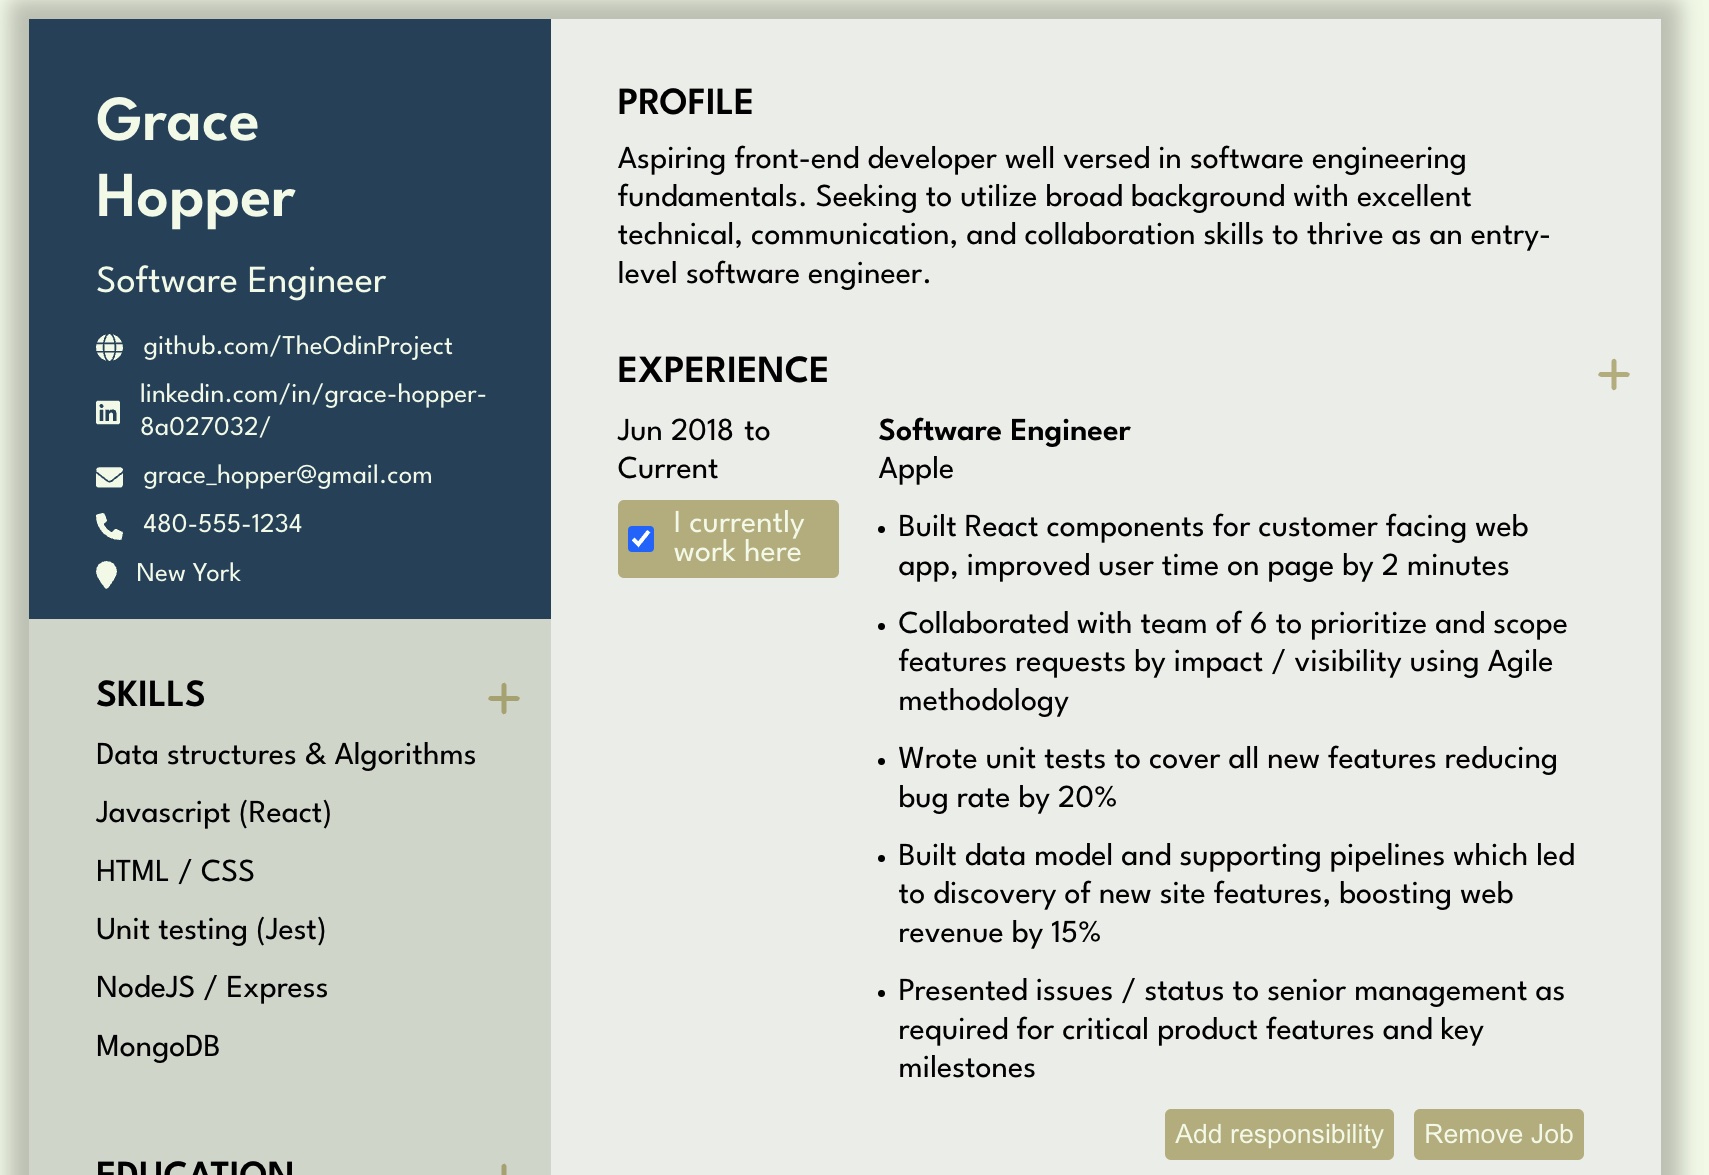 Grace
Hopper
Software Engineer
github.com/TheOdinProject
linkedin.com/in/grace-hopper-
8a027032/
grace_hopper@gmail.com
480-555-1234
New York
SKILLS
Data structures & Algorithms
Javascript (React)
HTML / CSS
Unit testing (Jest)
NodeJS / Express
MongoDB
EDUCATION
PROFILE
Aspiring front-end developer well versed in software engineering
fundamentals. Seeking to utilize broad background with excellent
technical, communication, and collaboration skills to thrive as an entry-
level software engineer.
EXPERIENCE
Jun 2018 to
Current
I currently
work here
Software Engineer
Apple
• Built React components for customer facing web
app, improved user time on page by 2 minutes
• Collaborated with team of 6 to prioritize and scope
features requests by impact / visibility using Agile
methodology
• Wrote unit tests to cover all new features reducing
bug rate by 20%
• Built data model and supporting pipelines which led
to discovery of new site features, boosting web
revenue by 15%
• Presented issues / status to senior management as
required for critical product features and key
milestones
Add responsibility
Remove Job